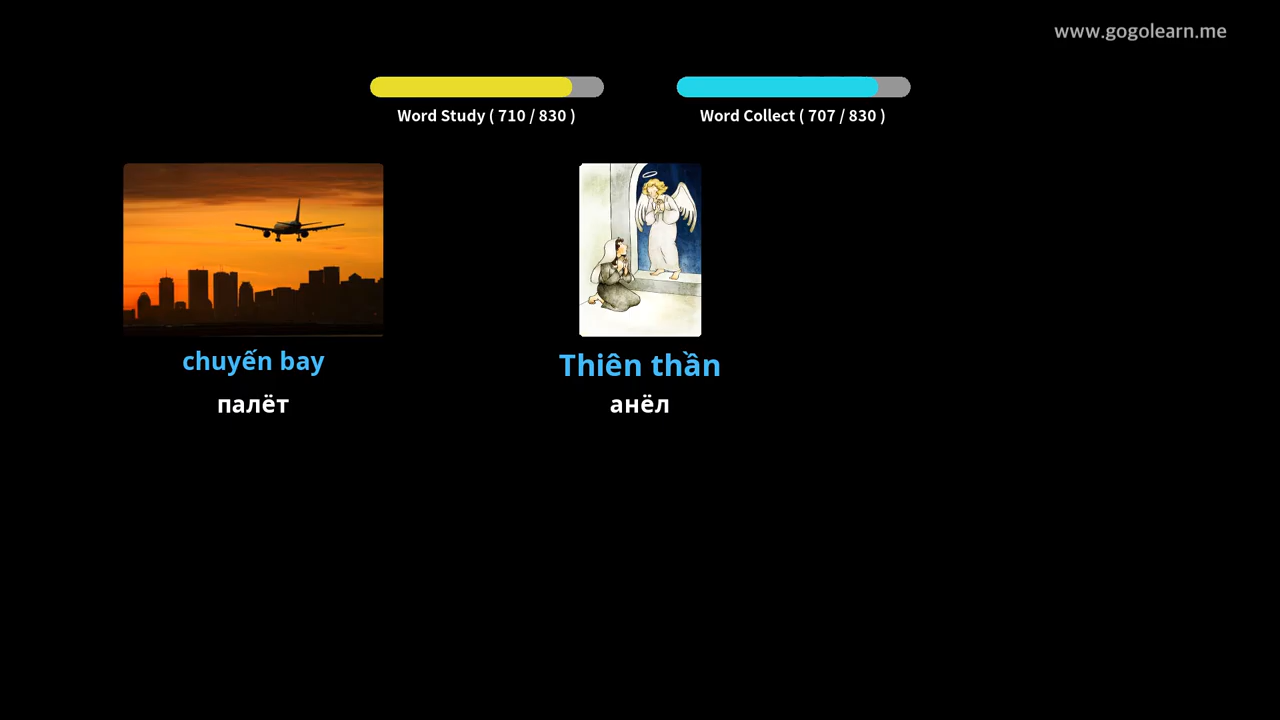 www.gogolearn.me
Word Study ( 710 / 830 )
Word Collect ( 707 / 830 )
chuyến bay
Thiên thần
палёт
анёл